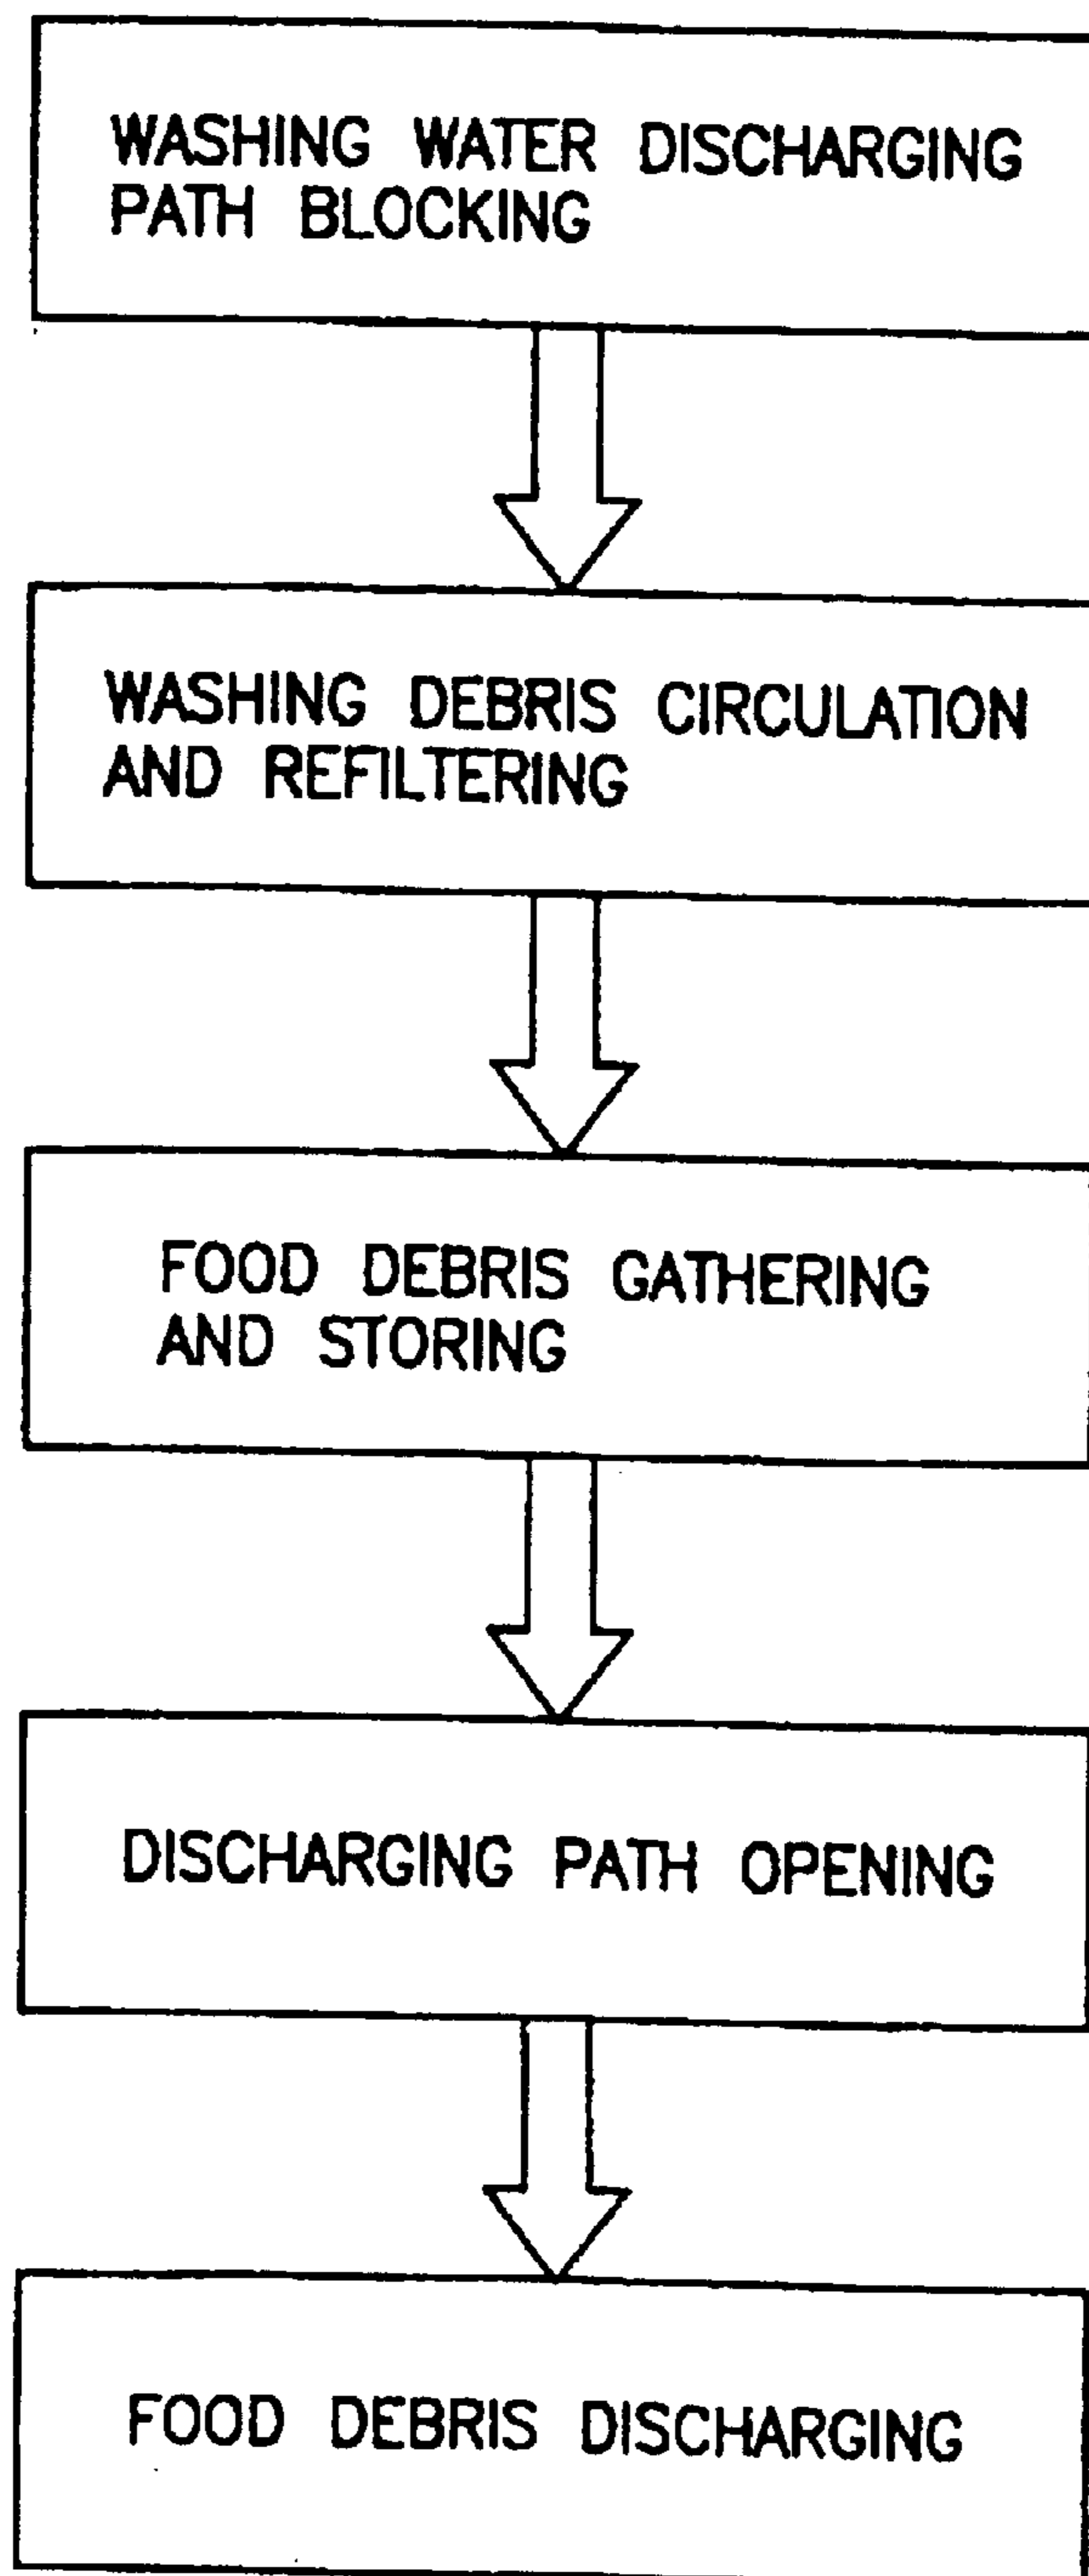 WASHING WATER DISCHARGING
PATH BLOCKING
WASHING DEBRIS CIRCULATION
AND REFILTERING
FOOD DEBRIS GATHERING
AND STORING
DISCHARGING PATH OPENING
FOOD DEBRIS DISCHARGING